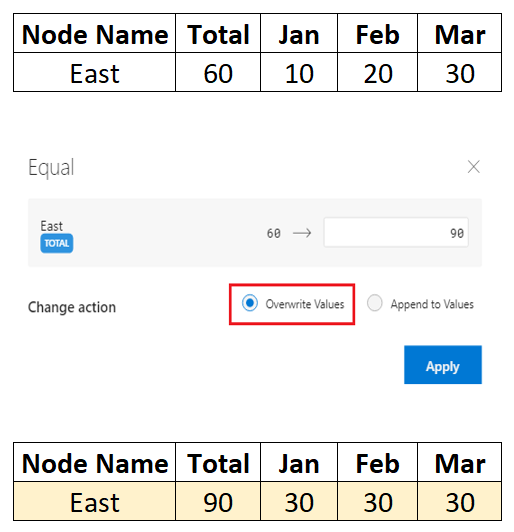 Node Name Total Jan Feb Mar
East 60 10 20 30
Equal
East 60 → 90
TOTAL
Change action Overwrite Values Append to Values
Apply
Node Name Total Jan Feb Mar
East 90 30 30 30